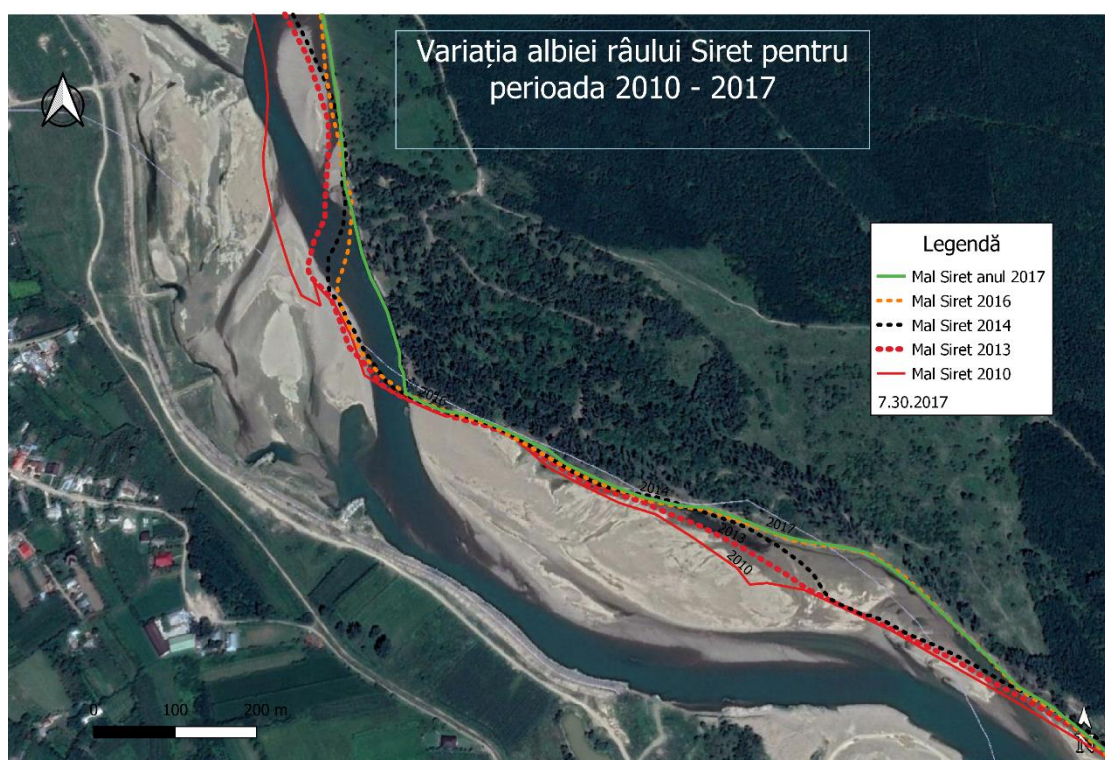 Variația albiei râului Siret pentru
perioada 2010 - 2017
Legendă
Mal Siret anul 2017
Mal Siret 2016
Mal Siret 2014
Mal Siret 2013
Mal Siret 2010
7.30.2017
2014
2017
2013
2010
0 100 200 m
N